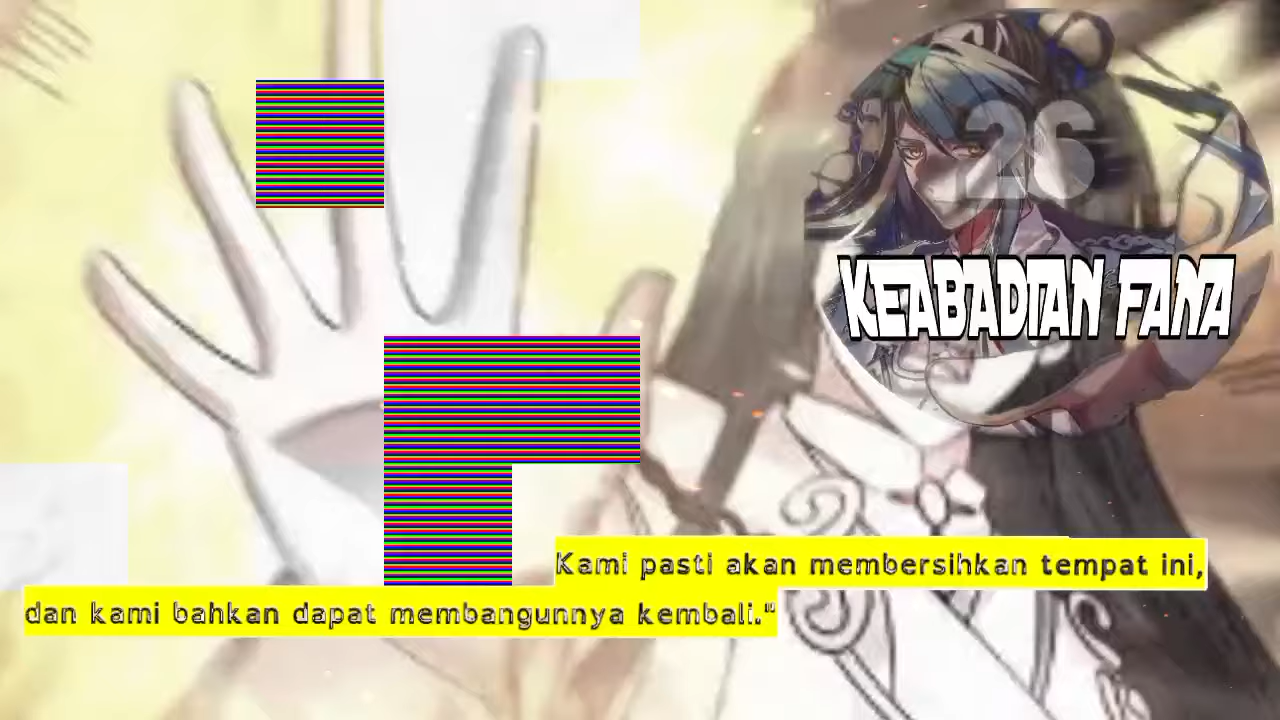 26
KEABADIAN FANA
Kami pasti akan membersihkan tempat ini,
dan kami bahkan dapat membangunnya kembali."